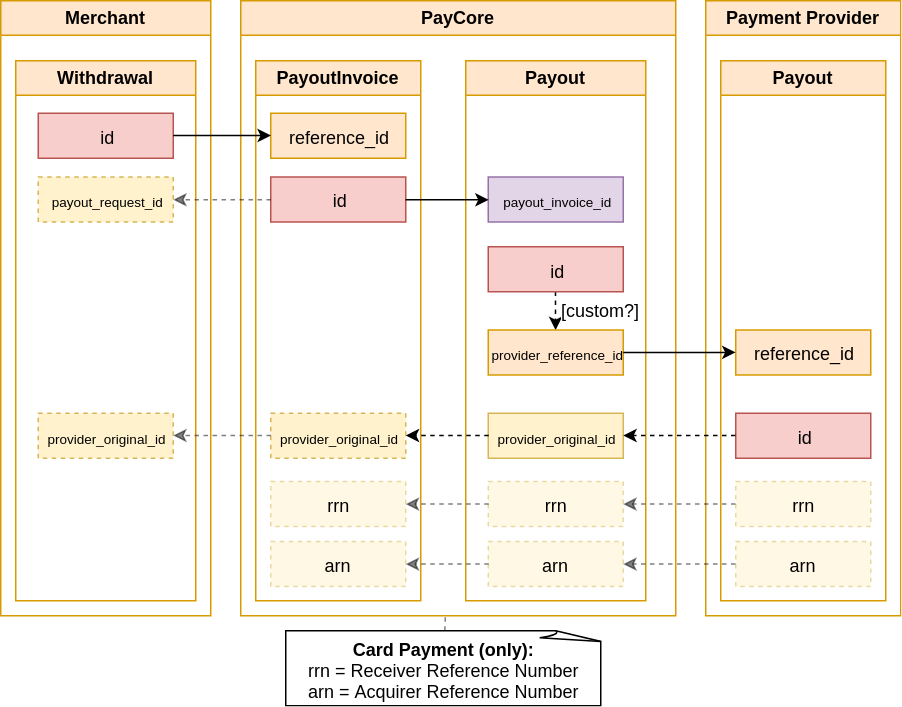 Merchant
PayCore
Payment Provider
Withdrawal
PayoutInvoice
Payout
Payout
id
reference_id
payout_request_id
id
payout_invoice_id
id
[custom?]
provider_reference_id
reference_id
provider_original_id
provider_original_id
provider_original_id
id
rrn
rrn
rrn
arn
arn
arn
Card Payment (only):
rrn = Receiver Reference Number
arn = Acquirer Reference Number